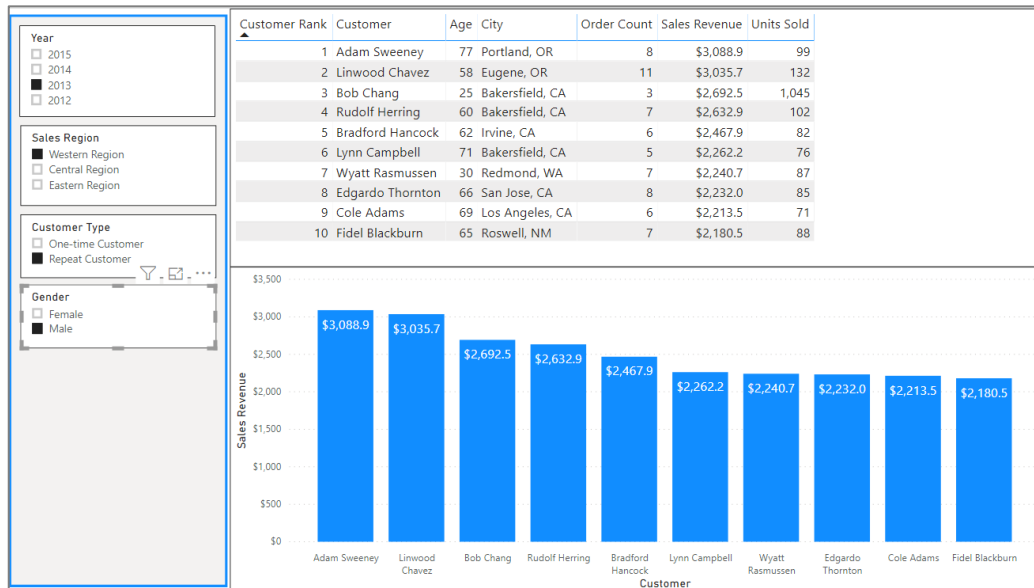 Year
2015
2014
2013
2012
Sales Region
Western Region
Central Region
Eastern Region
Customer Type
One-time Customer
Repeat Customer
Gender
Female
Male
Customer Rank Customer Age City Order Count Sales Revenue Units Sold
1 Adam Sweeney 77 Portland, OR 8 $3,088.9 99
2 Linwood Chavez 58 Eugene, OR 11 $3,035.7 132
3 Bob Chang 25 Bakersfield, CA 3 $2,692.5 1,045
4 Rudolf Herring 60 Bakersfield, CA 7 $2,632.9 102
5 Bradford Hancock 62 Irvine, CA 6 $2,467.9 82
6 Lynn Campbell 71 Bakersfield, CA 5 $2,262.2 76
7 Wyatt Rasmussen 30 Redmond, WA 7 $2,240.7 87
8 Edgardo Thornton 66 San Jose, CA 8 $2,232.0 85
9 Cole Adams 69 Los Angeles, CA 6 $2,213.5 71
10 Fidel Blackburn 65 Roswell, NM 7 $2,180.5 88
Sales Revenue
$3,500
$3,000
$2,500
$2,000
$1,500
$1,000
$500
$0
$3,088.9 $3,035.7 $2,692.5 $2,632.9 $2,467.9 $2,262.2 $2,240.7 $2,232.0 $2,213.5 $2,180.5
Adam Sweeney Linwood Bob Chang Rudolf Herring Bradford Lynn Campbell Wyatt Edgardo Cole Adams Fidel Blackburn
Chavez Hancock Rasmussen Thornton
Customer